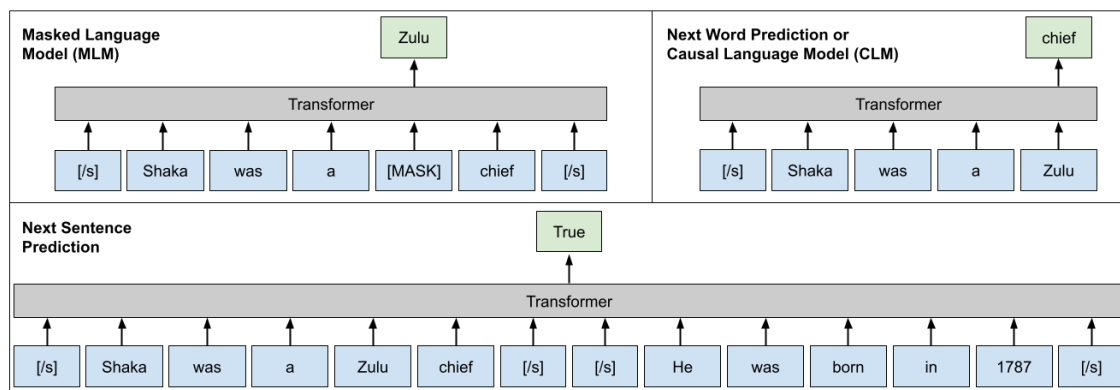 Masked Language
Model (MLM)
Zulu
Transformer
[/s] Shaka was a [MASK] chief [/s]
Next Word Prediction or
Causal Language Model (CLM)
chief
Transformer
[/s] Shaka was a Zulu
Next Sentence
Prediction
True
Transformer
[/s] Shaka was a Zulu chief [/s] [/s] He was born in 1787 [/s]